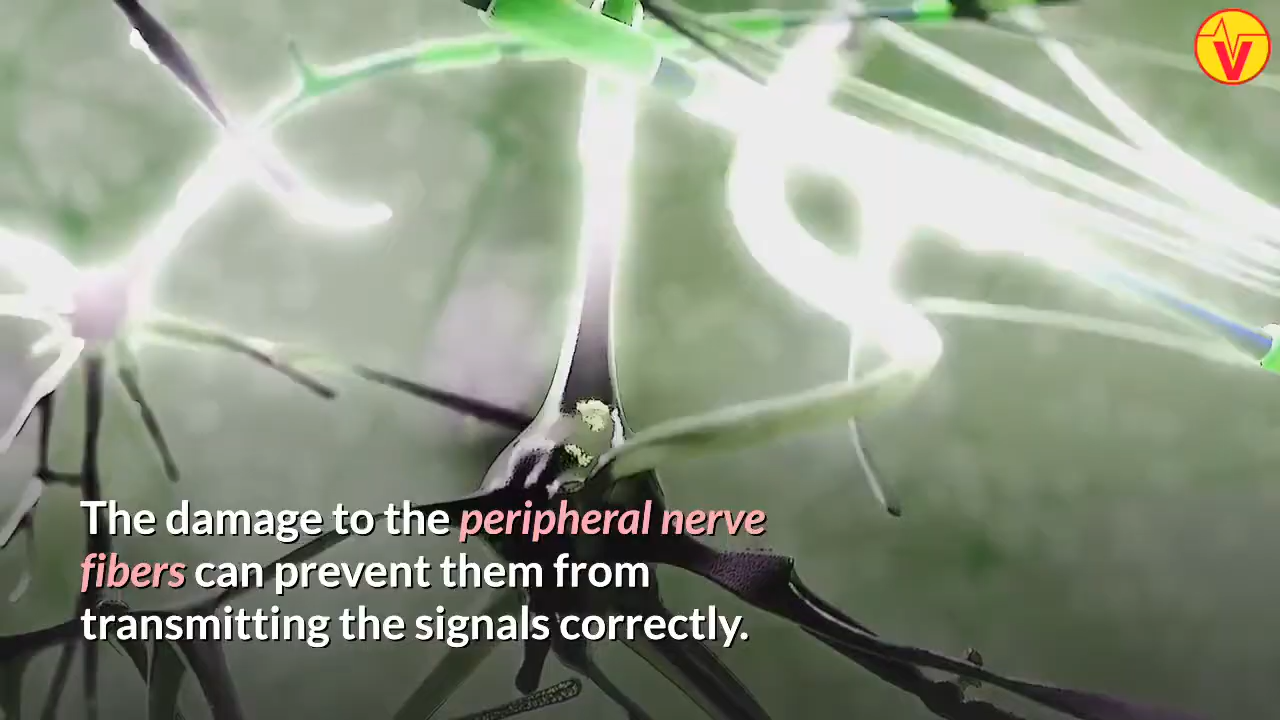 V
The damage to the peripheral nerve
fibers can prevent them from
transmitting the signals correctly.